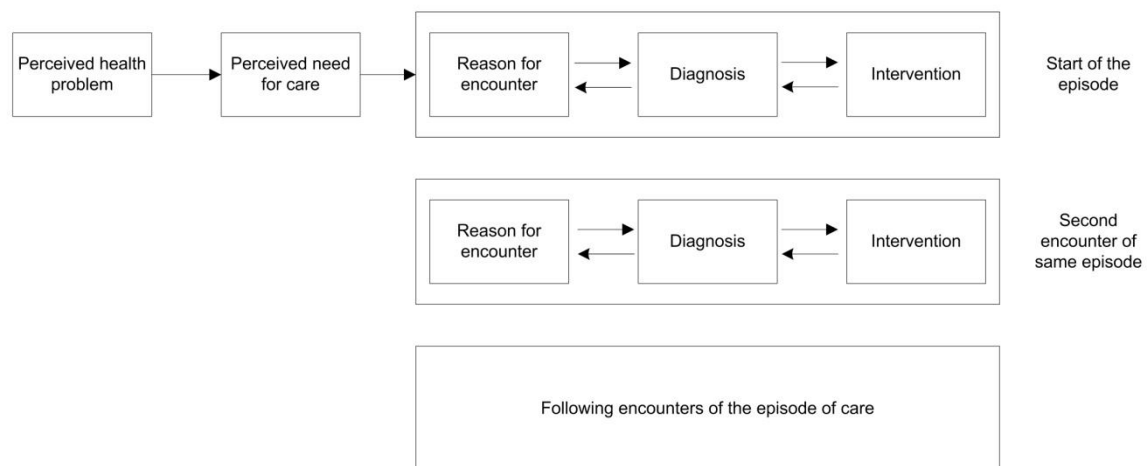 Perceived health
problem
Perceived need
for care
Reason for
encounter
Diagnosis
Intervention
Start of the
episode
Reason for
encounter
Diagnosis
Intervention
Second
encounter of
same episode
Following encounters of the episode of care